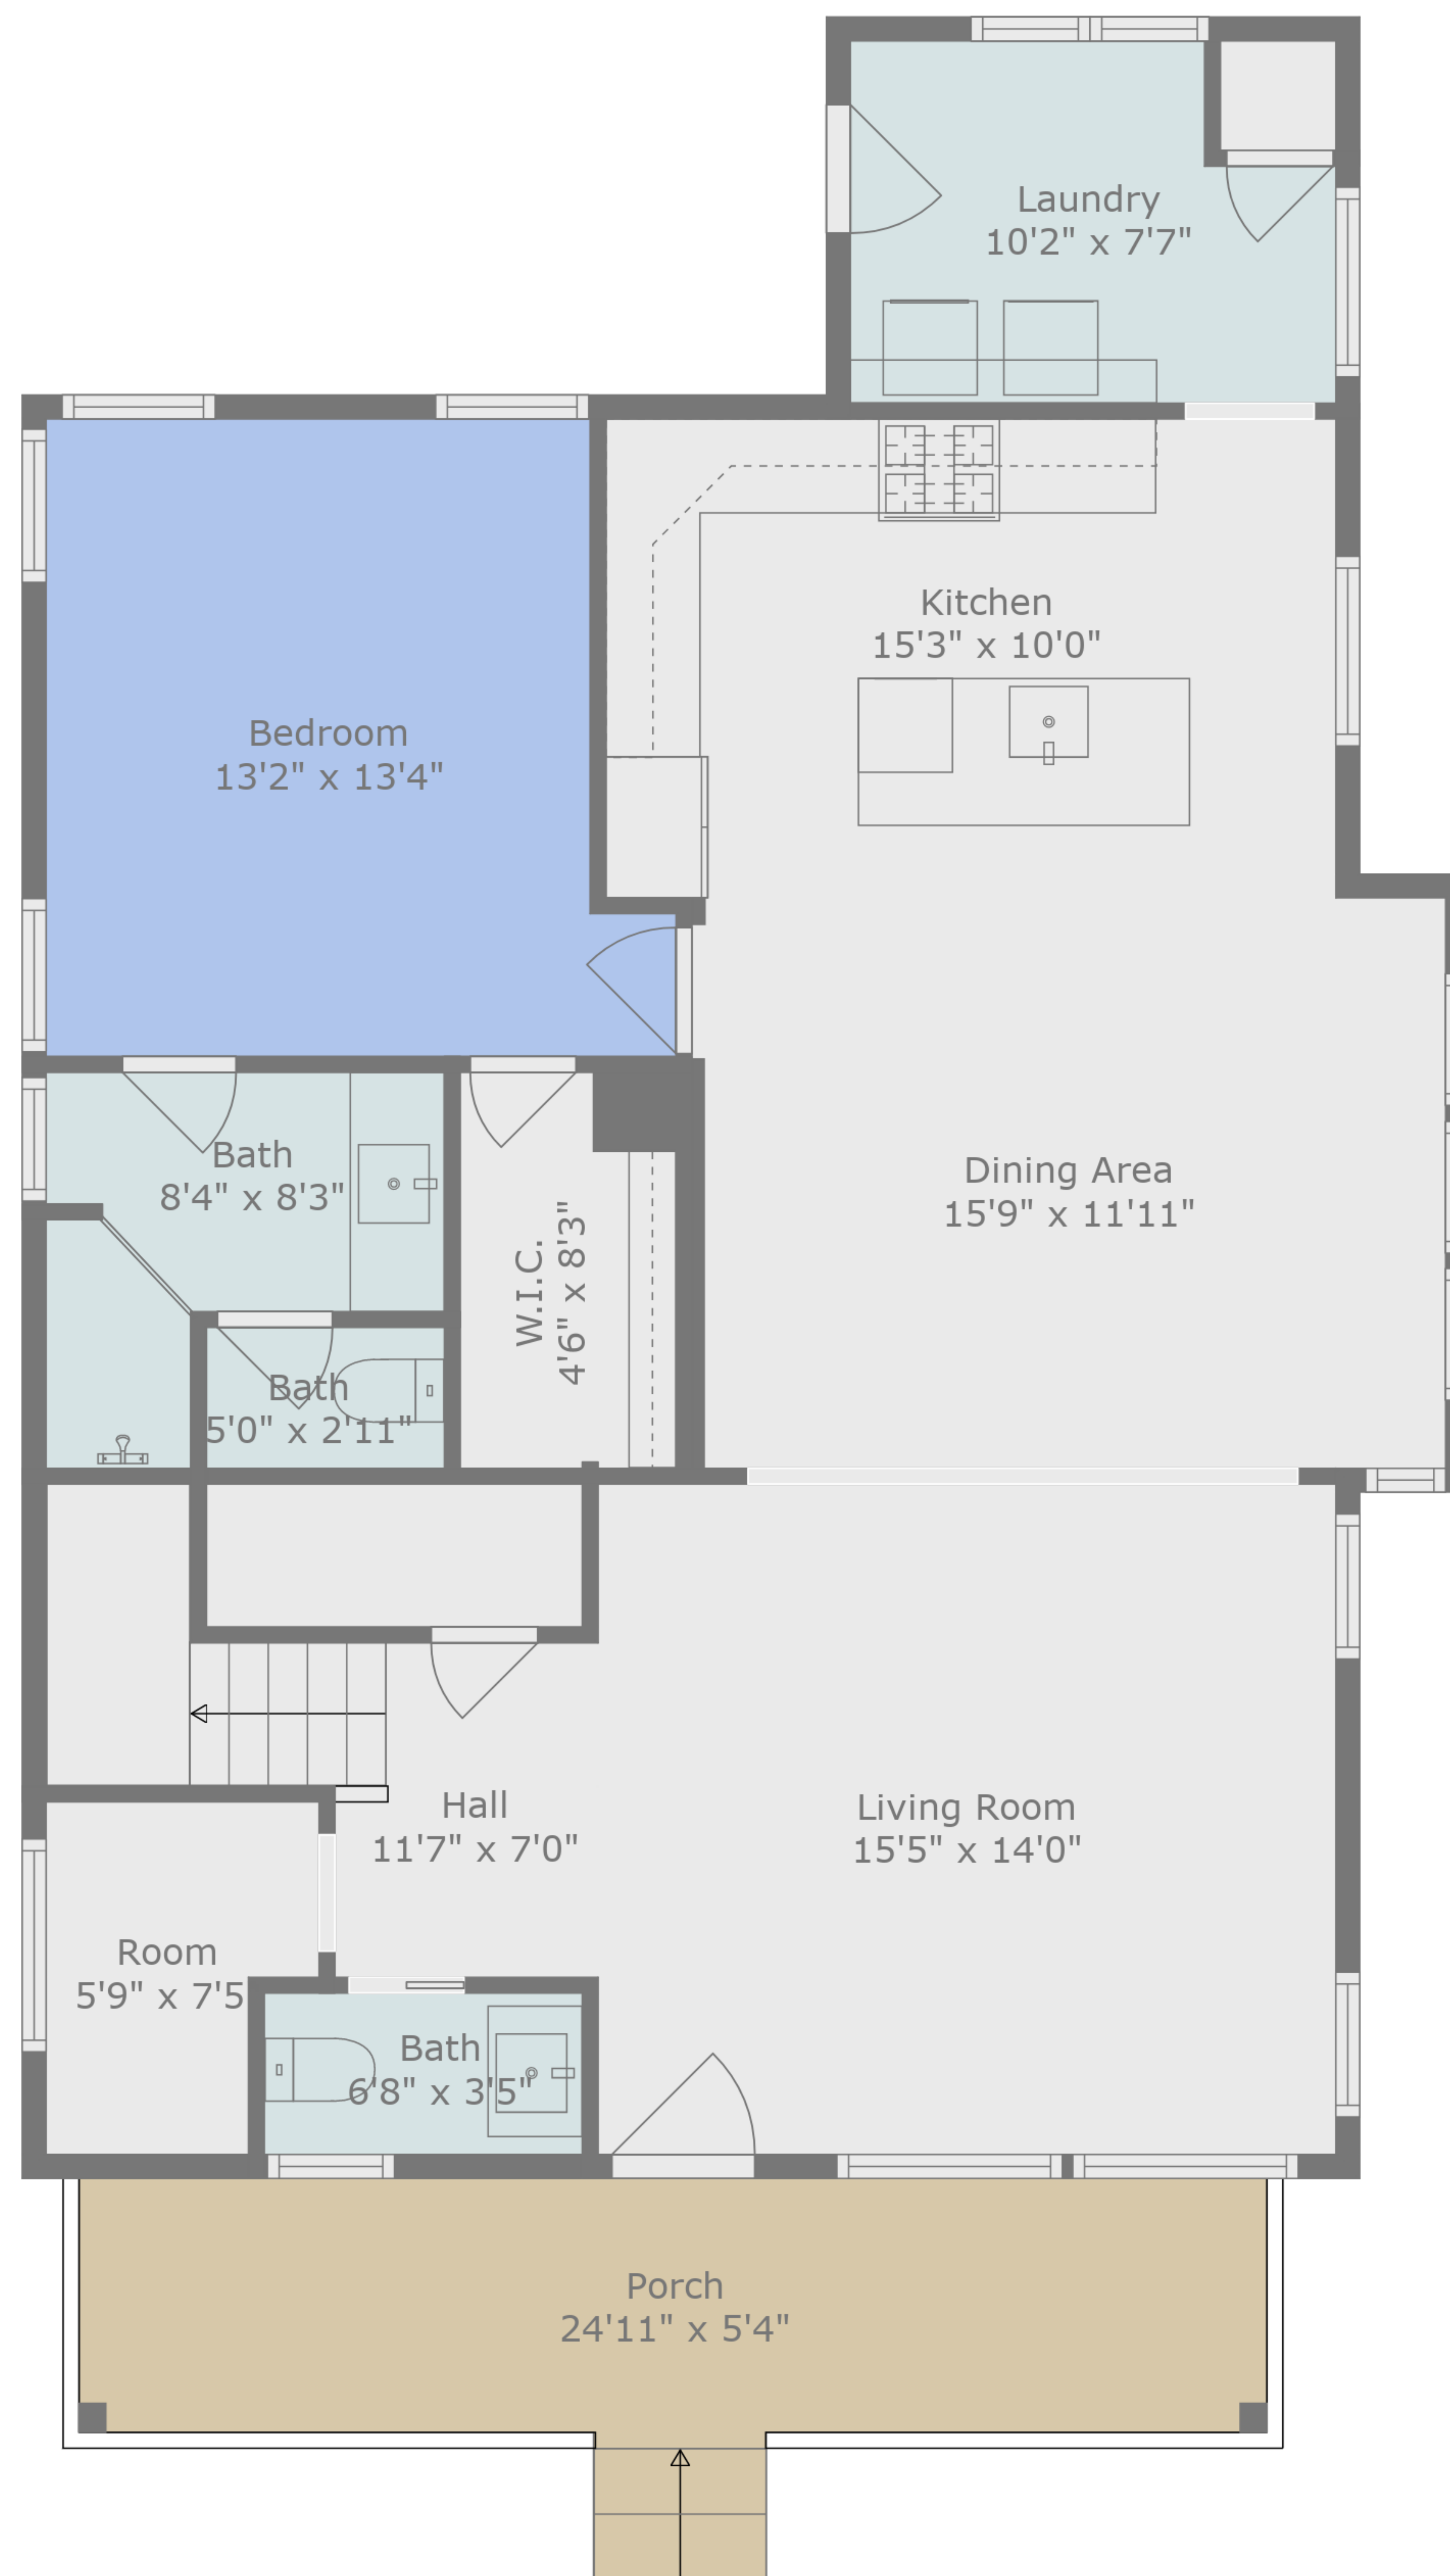 Laundry
10'2" x 7'7"
Kitchen
15'3" x 10'0"
Bedroom
13'2" x 13'4"
Bath
8'4" x 8'3"
Dining Area
15'9" x 11'11"
W.I.C.
4'6" x 8'3"
Bath
5'0" x 2'11"
Hall
11'7" x 7'0"
Living Room
15'5" x 14'0"
Room
5'9" x 7'5
Bath
6'8" x 3'5"
Porch
24'11" x 5'4"